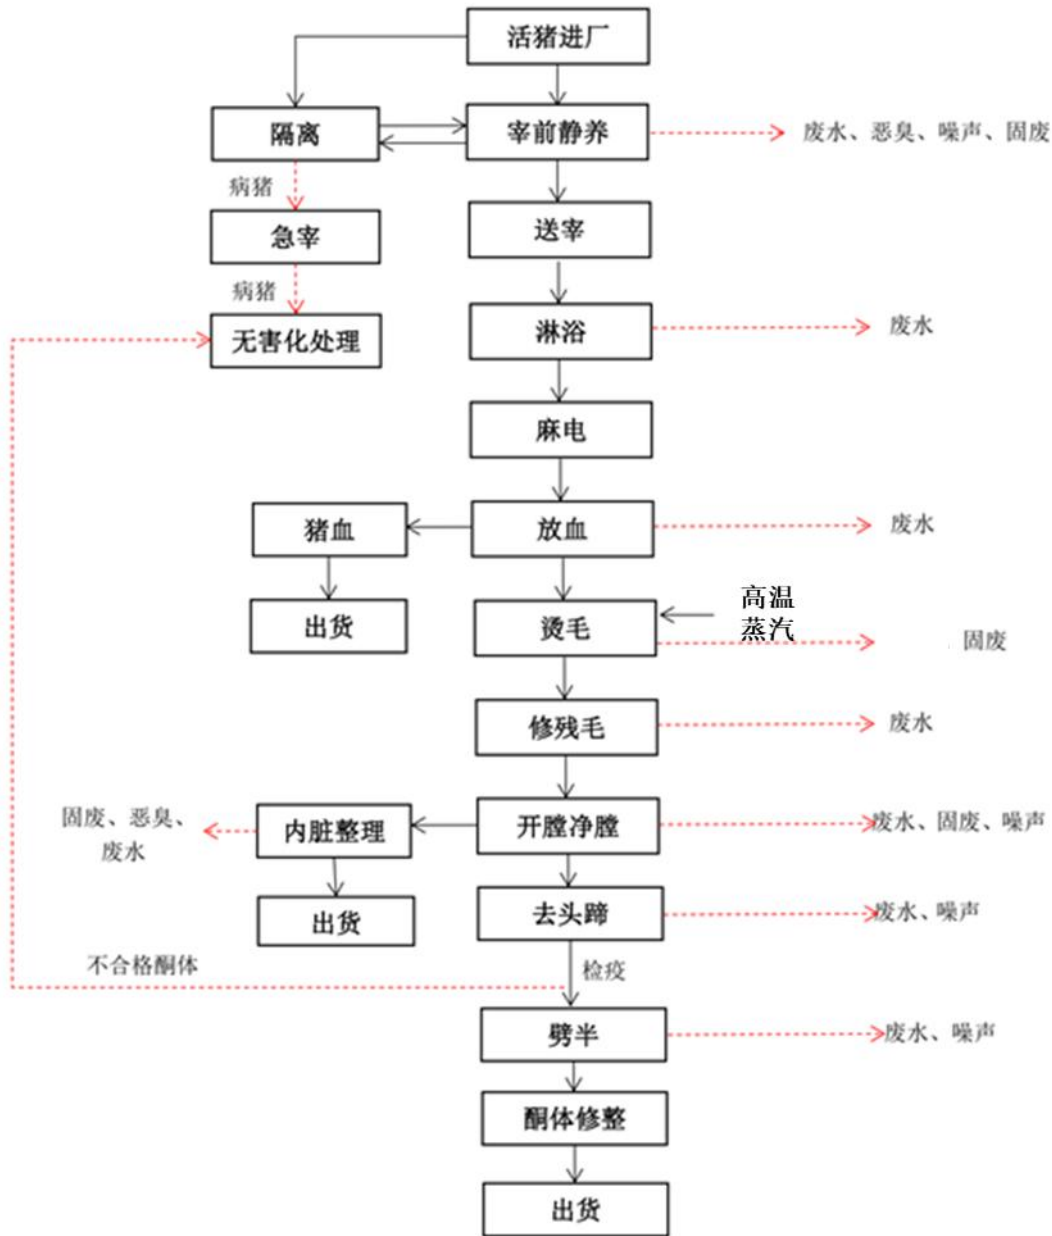 活猪进厂
隔离
宰前静养
废水、恶臭、噪声、固废
病猪
急宰
送宰
病猪
无害化处理
淋浴
废水
麻电
猪血
放血
废水
出货
烫毛
高温
蒸汽
固废
修残毛
废水
固废、恶臭、
废水
内脏整理
开膛净膛
废水、固废、噪声
出货
去头蹄
废水、噪声
不合格酮体
检疫
劈半
废水、噪声
酮体修整
出货